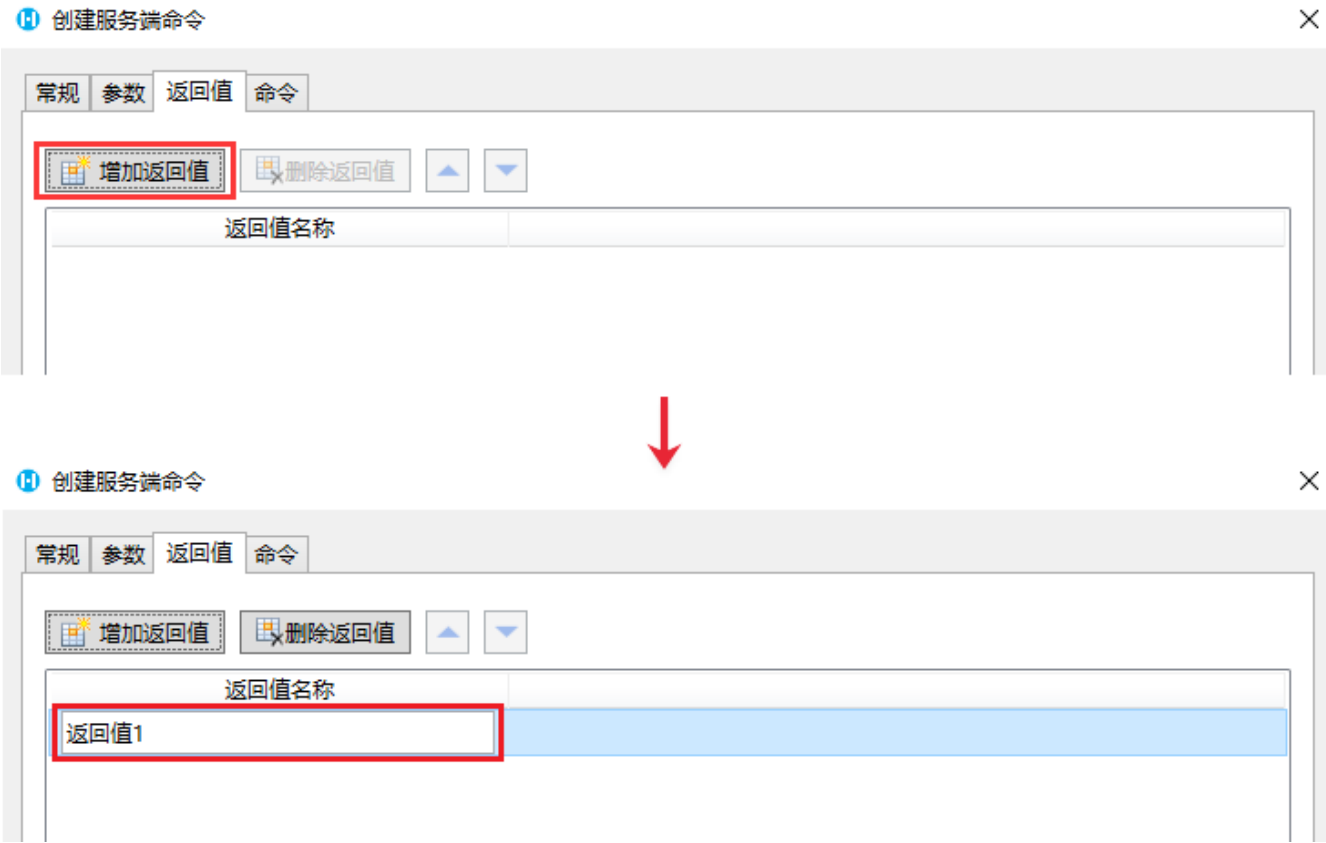 创建服务端命令
常规 参数 返回值 命令
增加返回值 删除返回值
返回值名称
创建服务端命令
常规 参数 返回值 命令
增加返回值 删除返回值
返回值名称
返回值1